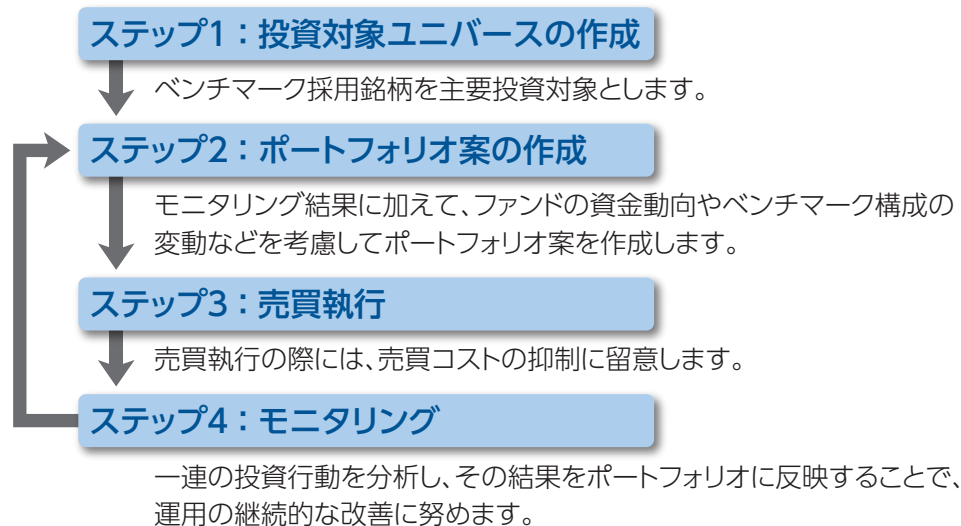 ステップ1：投資対象ユニバースの作成
ベンチマーク採用銘柄を主要投資対象とします。
ステップ2：ポートフォリオ案の作成
モニタリング結果に加えて、ファンドの資金動向やベンチマーク構成の
変動などを考慮してポートフォリオ案を作成します。
ステップ3：売買執行
売買執行の際には、売買コストの抑制に留意します。
ステップ4：モニタリング
一連の投資行動を分析し、その結果をポートフォリオに反映することで、
運用の継続的な改善に努めます。